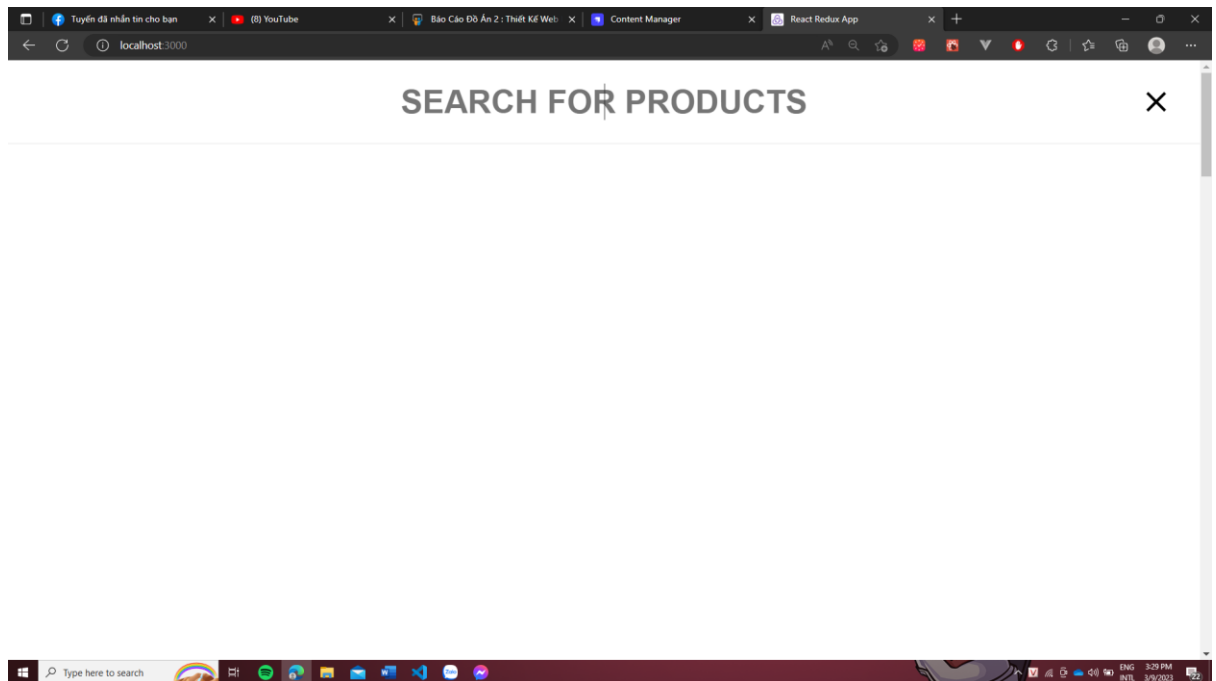 Tuyến đã nhắn tin cho bạn
(8) YouTube
Báo Cáo Đồ Án 2 : Thiết Kế Web
Content Manager
React Redux App
localhost:3000
SEARCH FOR PRODUCTS
Type here to search
Zalo
ENG
INTL
3:29 PM
3/9/2023
22